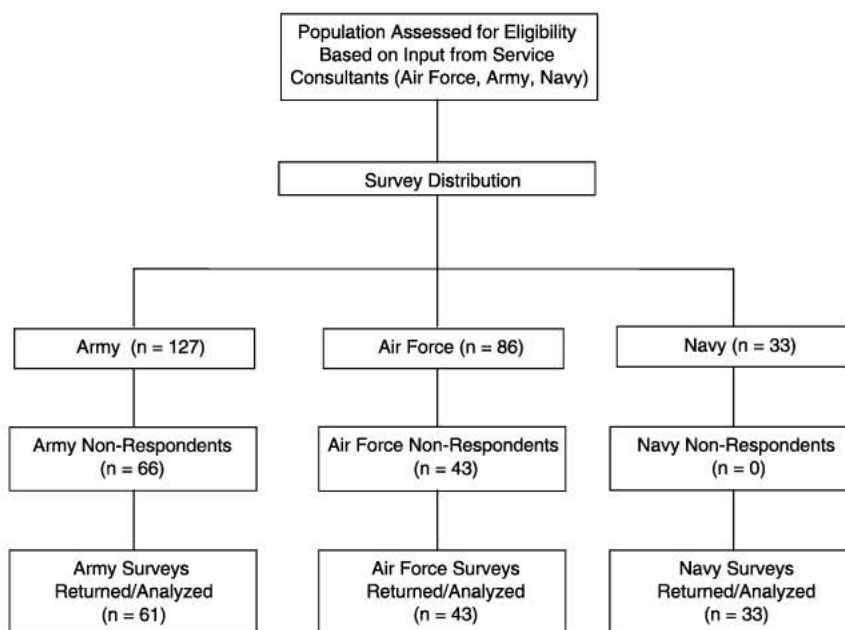 Population Assessed for Eligibility
Based on Input from Service
Consultants (Air Force, Army, Navy)
Survey Distribution
Army (n = 127)
Air Force (n = 86)
Navy (n = 33)
Army Non-Respondents
(n = 66)
Air Force Non-Respondents
(n = 43)
Navy Non-Respondents
(n = 0)
Army Surveys
Returned/Analyzed
(n = 61)
Air Force Surveys
Returned/Analyzed
(n = 43)
Navy Surveys
Returned/Analyzed
(n = 33)